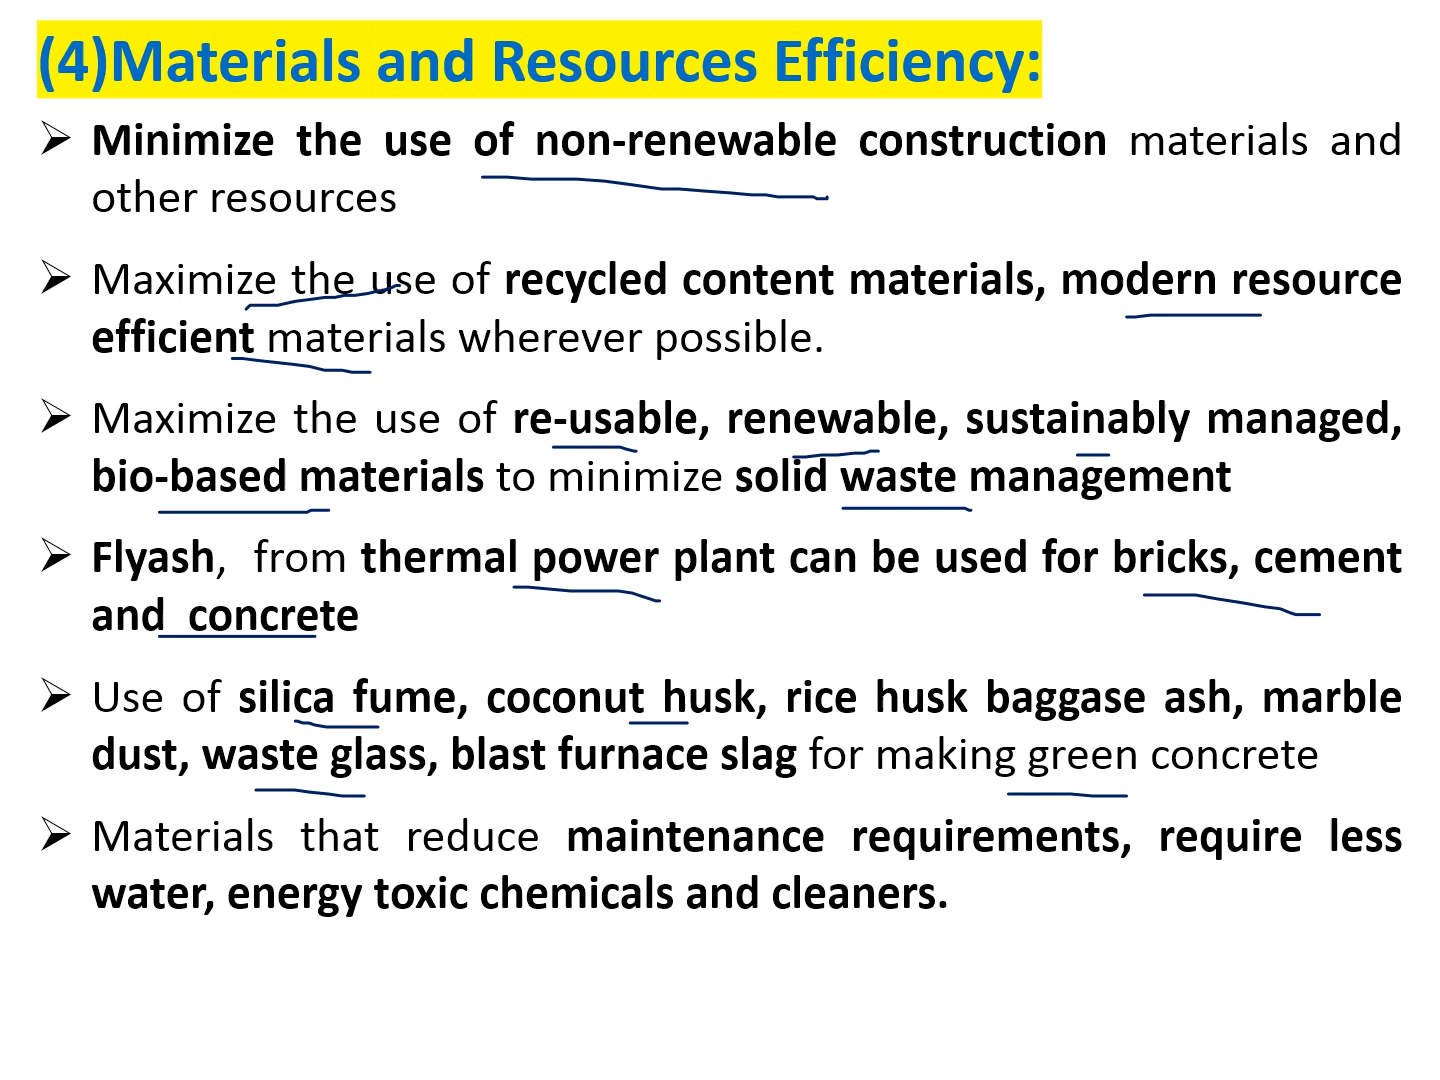 (4)Materials and Resources Efficiency:
➢ Minimize the use of non-renewable construction materials and
other resources
➢ Maximize the use of recycled content materials, modern resource
efficient materials wherever possible.
➢ Maximize the use of re-usable, renewable, sustainably managed,
bio-based materials to minimize solid waste management
➢ Flyash, from thermal power plant can be used for bricks, cement
and concrete
➢ Use of silica fume, coconut husk, rice husk baggase ash, marble
dust, waste glass, blast furnace slag for making green concrete
➢ Materials that reduce maintenance requirements, require less
water, energy toxic chemicals and cleaners.